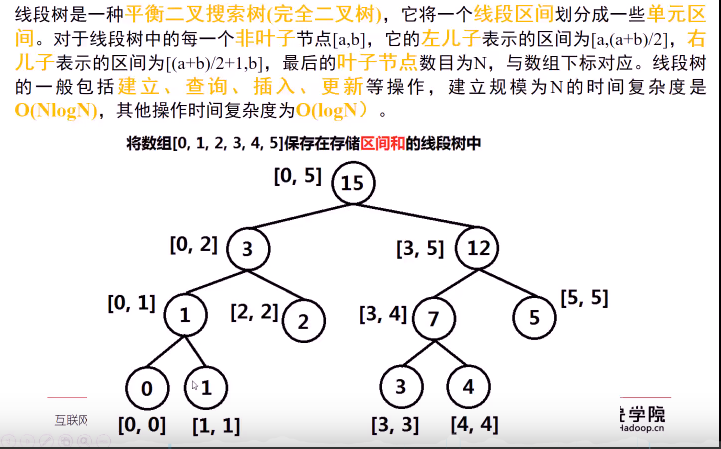 线段树是一种平衡二叉搜索树(完全二叉树)，它将一个线段区间划分成一些单元区
间。对于线段树中的每一个非叶子节点[a,b]，它的左儿子表示的区间为[a,(a+b)/2]，右
儿子表示的区间为[(a+b)/2+1,b]，最后的叶子节点数目为N，与数组下标对应。线段树
的一般包括建立、查询、插入、更新等操作，建立规模为N的时间复杂度是
O(NlogN)，其他操作时间复杂度为O(logN）。
将数组[0, 1, 2, 3, 4, 5]保存在存储区间和的线段树中
[0, 5] 15
[0, 2] 3 [3, 5] 12
[0, 1] 1 [2, 2] 2 [3, 4] 7 5 [5, 5]
0 1 3 4
[0, 0] [1, 1] [3, 3] [4, 4]
互联网
学院
Hadoop.cn